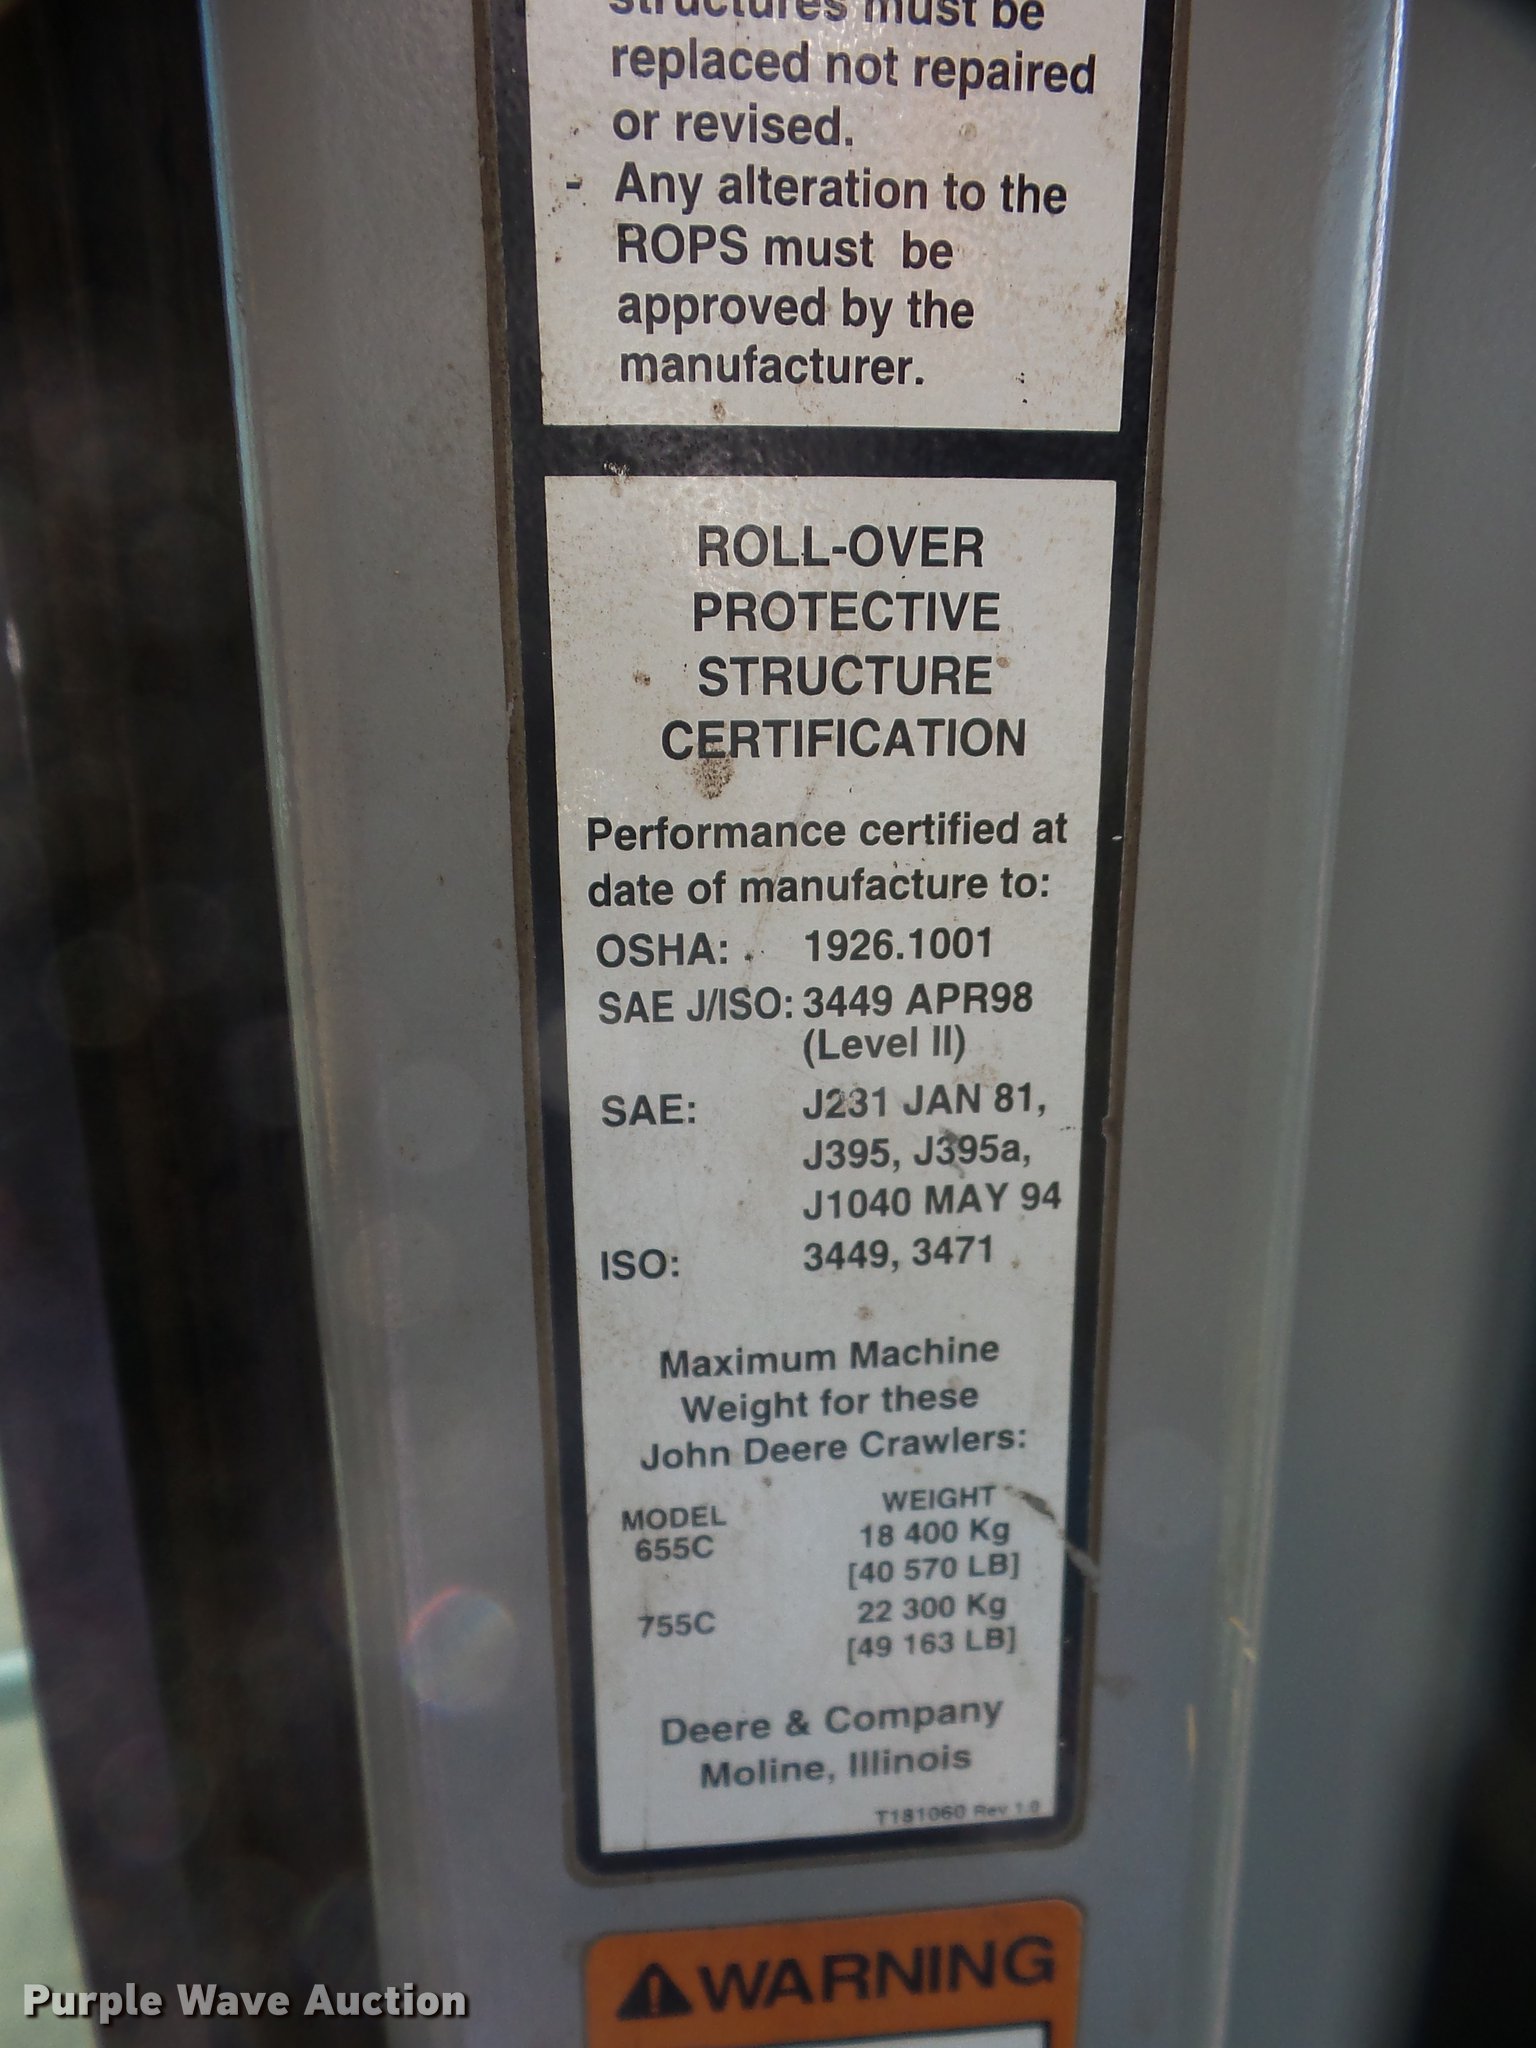 structures must be
replaced not repaired
or revised.
- Any alteration to the
ROPS must be
approved by the
manufacturer.
ROLL-OVER
PROTECTIVE
STRUCTURE
CERTIFICATION
Performance certified at
date of manufacture to:
OSHA: 1926.1001
SAE J/ISO: 3449 APR98
(Level II)
SAE: J231 JAN 81,
J395, J395a,
J1040 MAY 94
ISO: 3449, 3471
Maximum Machine
Weight for these
John Deere Crawlers:
MODEL WEIGHT
655C 18 400 Kg
[40 570 LB]
755C 22 300 Kg
[49 163 LB]
Deere & Company
Moline, Illinois
T181060 Rev 1.0
WARNING
Purple Wave Auction